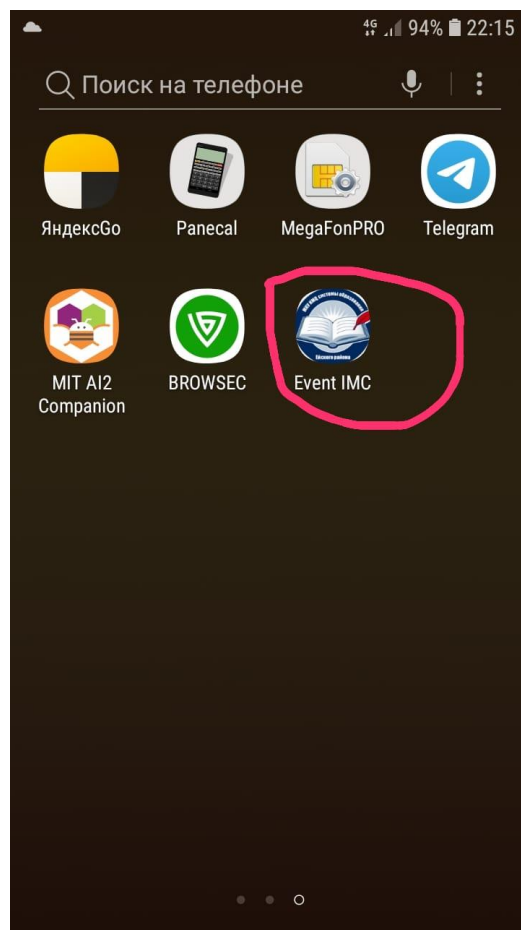 4G 94% 22:15
Поиск на телефоне
ЯндексGo Panecal MegaFonPRO Telegram
MIT AI2 BROWSEC Event IMC
Companion